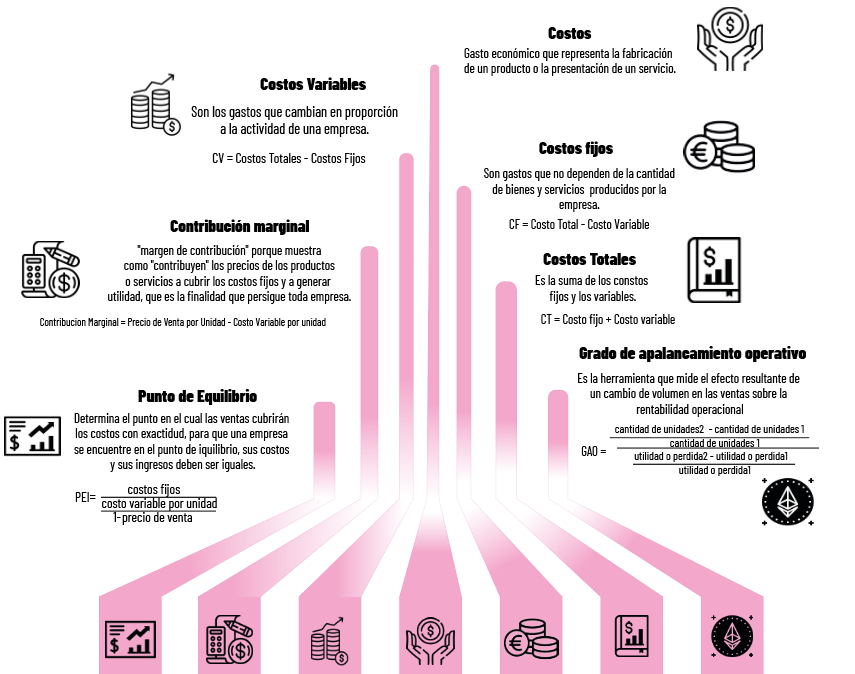 Costos
Gasto económico que representa la fabricación
de un producto o la presentación de un servicio.
Costos Variables
Son los gastos que cambian en proporción
a la actividad de una empresa.
CV = Costos Totales - Costos Fijos
Costos fijos
Son gastos que no dependen de la cantidad
de bienes y servicios producidos por la
empresa.
CF = Costo Total - Costo Variable
Contribución marginal
"margen de contribución" porque muestra
como "contribuyen" los precios de los productos
o servicios a cubrir los costos fijos y a generar
utilidad, que es la finalidad que persigue toda empresa.
Contribucion Marginal = Precio de Venta por Unidad - Costo Variable por unidad
Costos Totales
Es la suma de los constos
fijos y los variables.
CT = Costo fijo + Costo variable
Grado de apalancamiento operativo
Es la herramienta que mide el efecto resultante de
un cambio de volumen en las ventas sobre la
rentabilidad operacional
cantidad de unidades2 - cantidad de unidades 1
cantidad de unidades 1
GAO =
utilidad o perdida2 - utilidad o perdida1
utilidad o perdida1
Punto de Equilibrio
Determina el punto en el cual las ventas cubrirán
los costos con exactidud, para que una empresa
se encuentre en el punto de iquilibrio, sus costos
y sus ingresos deben ser iguales.
costos fijos
PEI=
costo variable por unidad
1-precio de venta